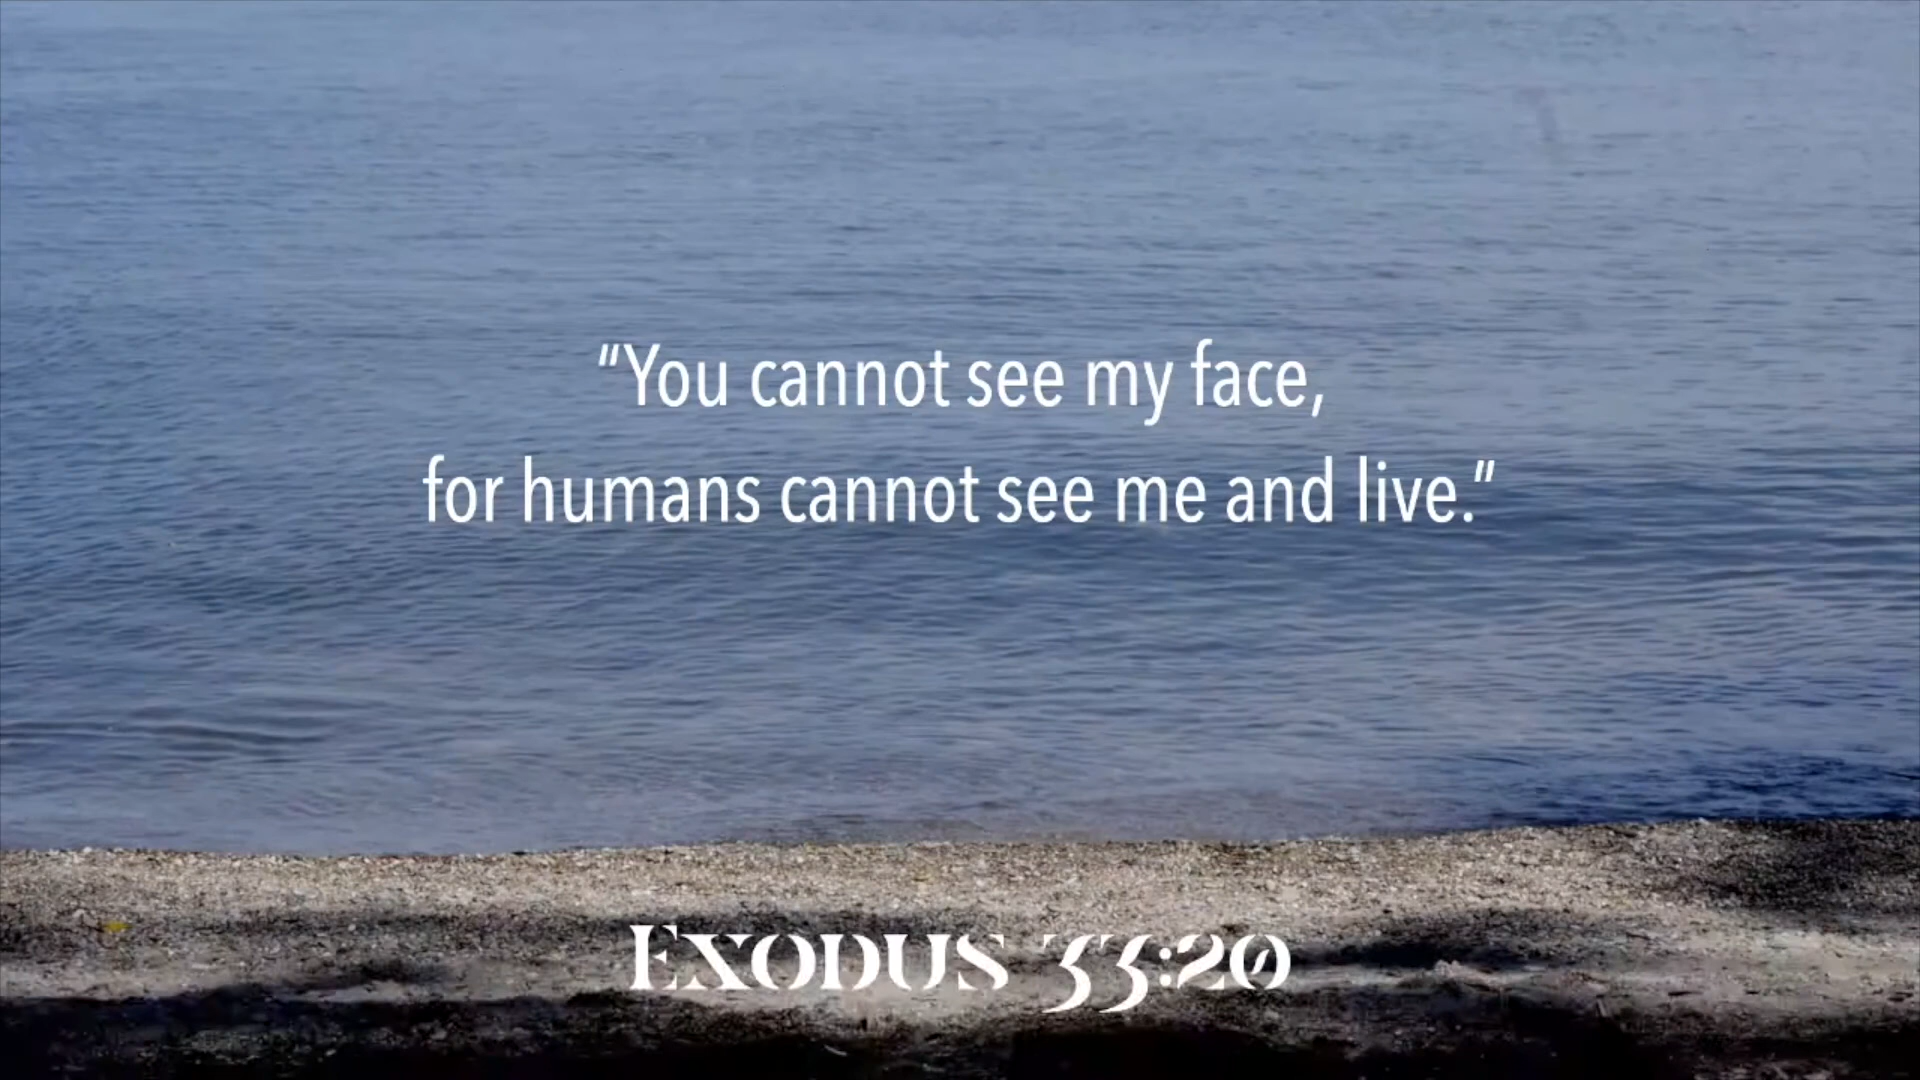 "You cannot see my face,
for humans cannot see me and live."
Exodus 33:20